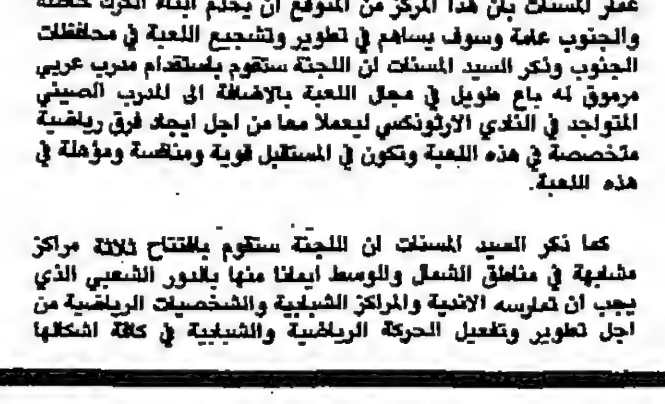 عمر المسنات بأن هذا المركز من المتوقع ان يخدم ابناء الكرك خاصة
والجنوب عامة وسوف يساهم في تطوير وتشجيع اللعبة في محافظات
الجنوب وذكر السيد المسنات ان اللجنة ستقوم باستقدام مدرب عربي
مرموق له باع طويل في مجال اللعبة بالاضافة الى المدرب الصيني
المتواجد في النادي الارثونكسي ليعملا معا من اجل ايجاد فرق رياضية
متخصصة في هذه اللعبة وتكون في المستقبل قوية ومنافسة ومؤهلة في
هذه اللعبة.
كما ذكر السيد المسنات ان اللجنة ستقوم بافتتاح ثلاثة مراكز
مشابهة في مناطق الشمال والوسط ايمانا منها بالدور الشعبي الذي
يجب ان تمارسه الاندية والمراكز الشبابية والشخصيات الرياضية من
اجل تطوير وتفعيل الحركة الرياضية والشبابية في كافة اشكالها